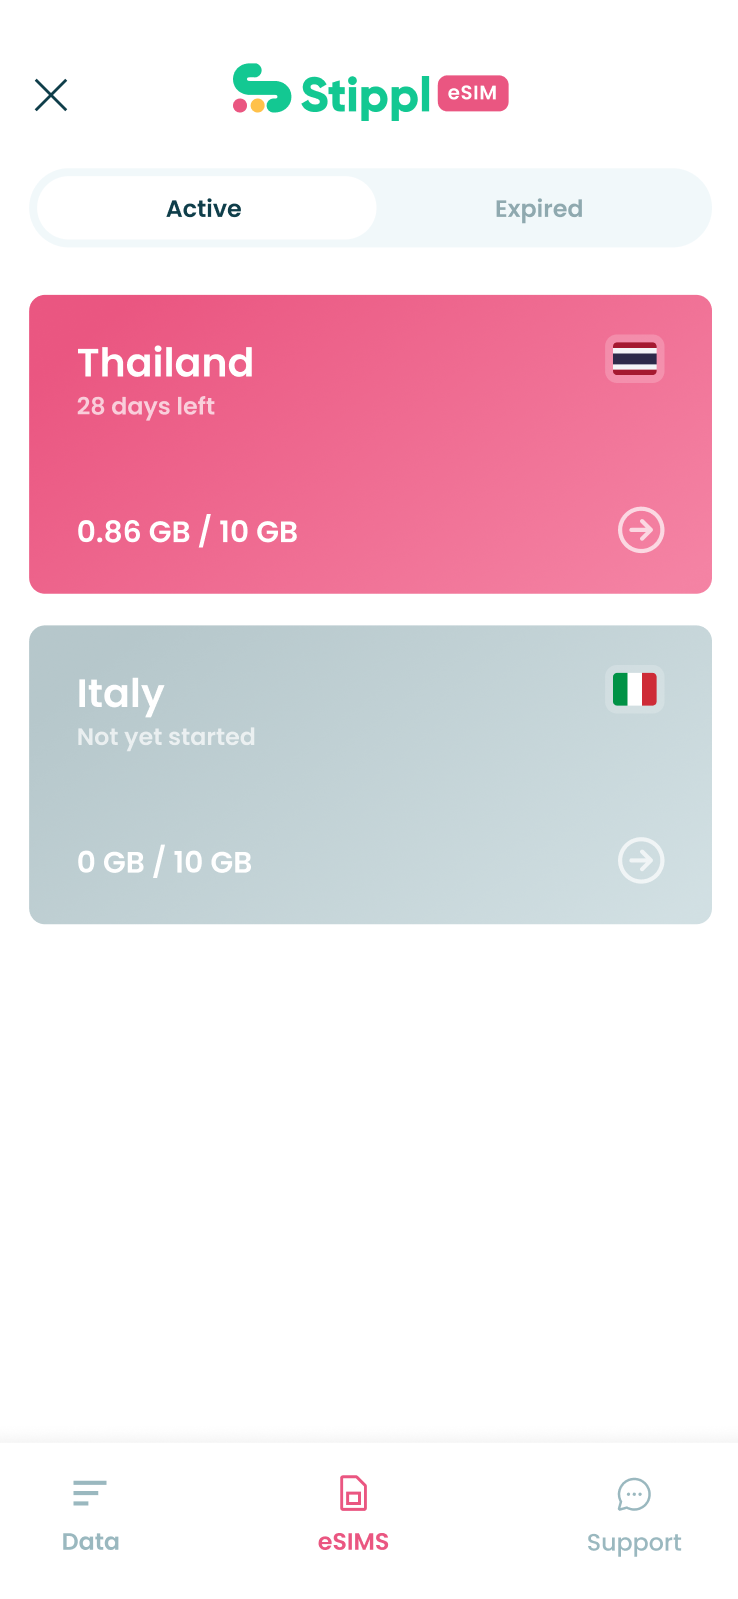 Stippl eSIM
Active Expired
Thailand
28 days left
0.86 GB / 10 GB
Italy
Not yet started
0 GB / 10 GB
Data eSIMS Support